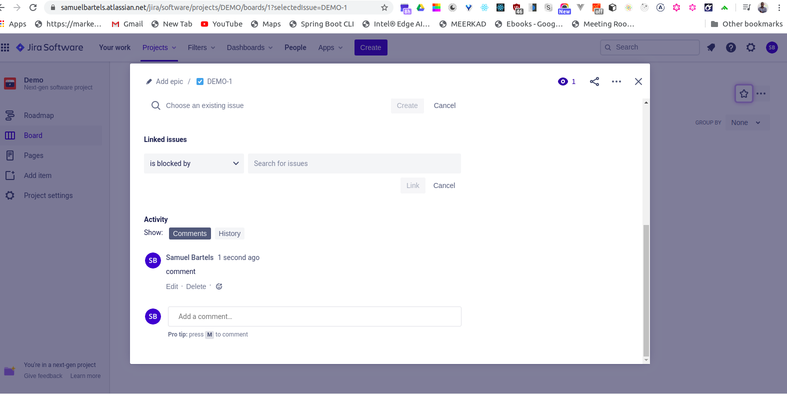 samuelbartels.atlassian.net/jira/software/projects/DEMO/boards/1?selectedIssue=DEMO-1
Apps https://marke... Gmail New Tab YouTube Maps Spring Boot CLI Intel® Edge AI... MEERKAD Ebooks - Goog... Meeting Roo... Other bookmarks
Jira Software Your work Projects Filters Dashboards People Apps Create Search SB
Demo
Next-gen software project
Roadmap
Board
Pages
Add item
Project settings
You're in a next-gen project
Give feedback · Learn more
GROUP BY None
Add epic / DEMO-1 1
Choose an existing issue Create Cancel
Linked issues
is blocked by Search for issues
Link Cancel
Activity
Show: Comments History
SB Samuel Bartels 1 second ago
comment
Edit · Delete ·
SB Add a comment...
Pro tip: press M to comment